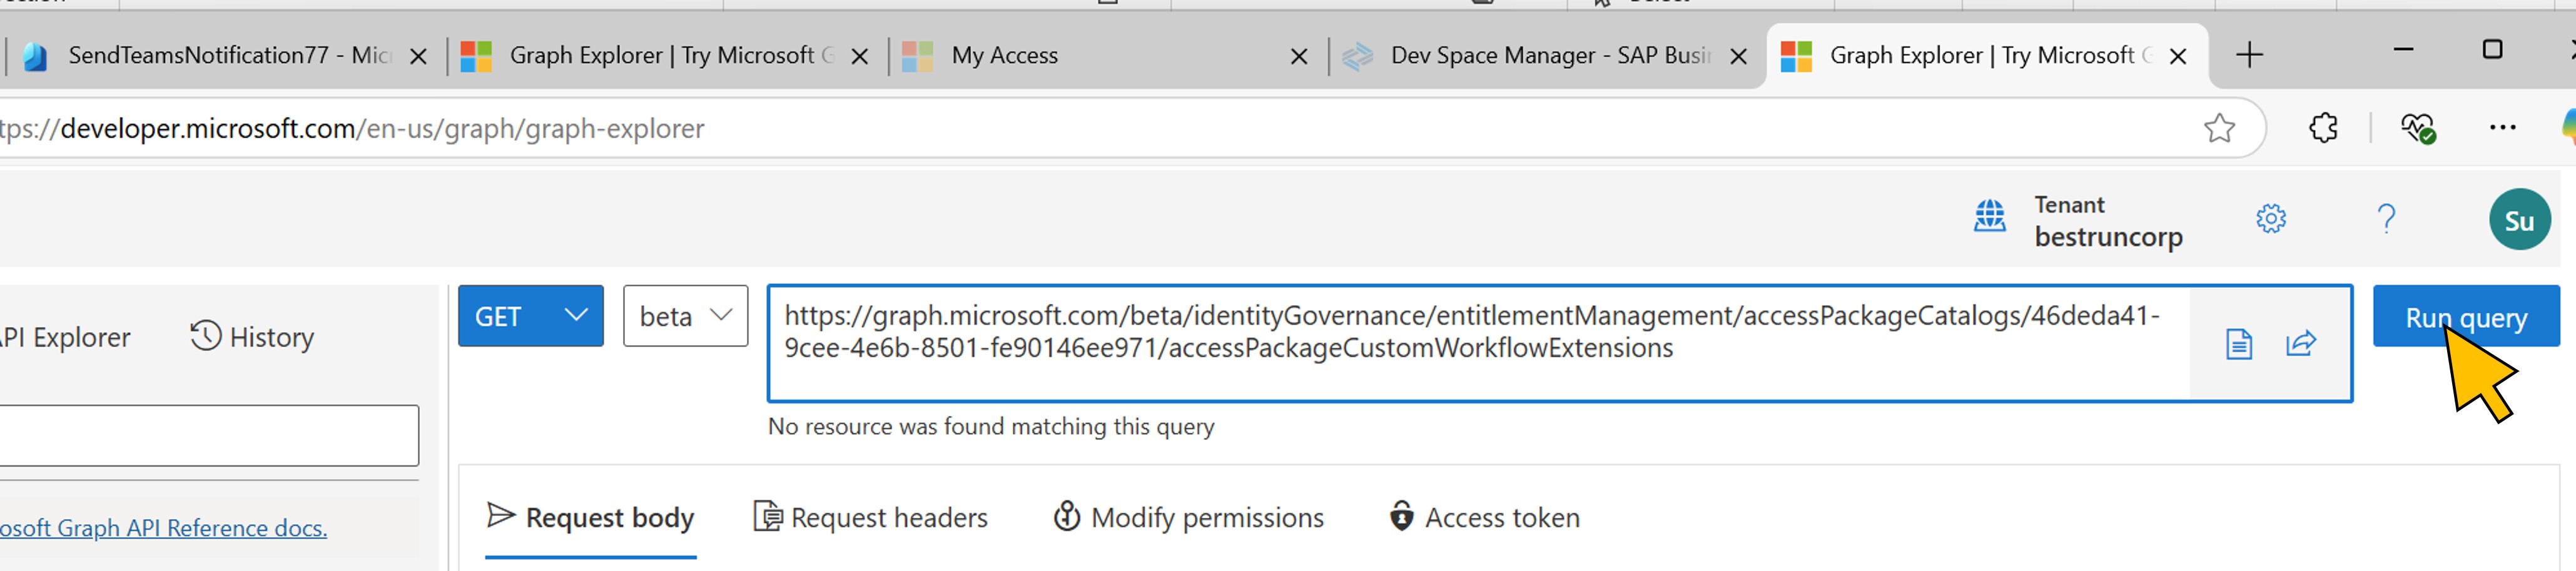 SendTeamsNotification77 - Mic
Graph Explorer | Try Microsoft G
My Access
Dev Space Manager - SAP Busin
Graph Explorer | Try Microsoft G
tps://developer.microsoft.com/en-us/graph/graph-explorer
Tenant
bestruncorp
Su
API Explorer
History
GET
beta
https://graph.microsoft.com/beta/identityGovernance/entitlementManagement/accessPackageCatalogs/46deda41-
9cee-4e6b-8501-fe90146ee971/accessPackageCustomWorkflowExtensions
Run query
No resource was found matching this query
osoft Graph API Reference docs.
Request body
Request headers
Modify permissions
Access token